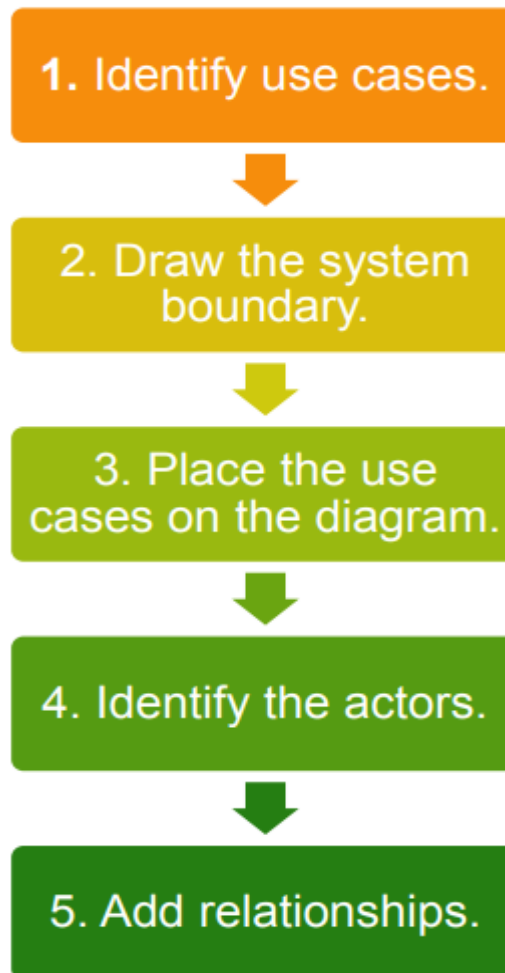 1. Identify use cases.
2. Draw the system
boundary.
3. Place the use
cases on the diagram.
4. Identify the actors.
5. Add relationships.